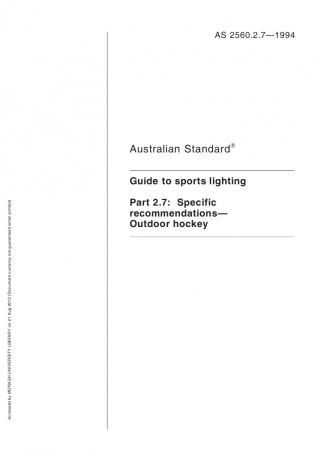 AS 2560.2.7—1994
Australian Standard®
Guide to sports lighting
Part 2.7: Specific
recommendations—
Outdoor hockey
Accessed by MONASH UNIVERSITY LIBRARY on 21 Aug 2013 (Document currency not guaranteed when printed)